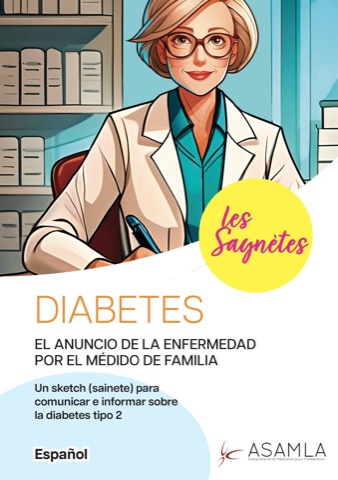 les
Saynètes
DIABETES
EL ANUNCIO DE LA ENFERMEDAD
POR EL MÉDIDO DE FAMILIA
Un sketch (sainete) para
comunicar e informar sobre
la diabetes tipo 2
Español
ASAMLA